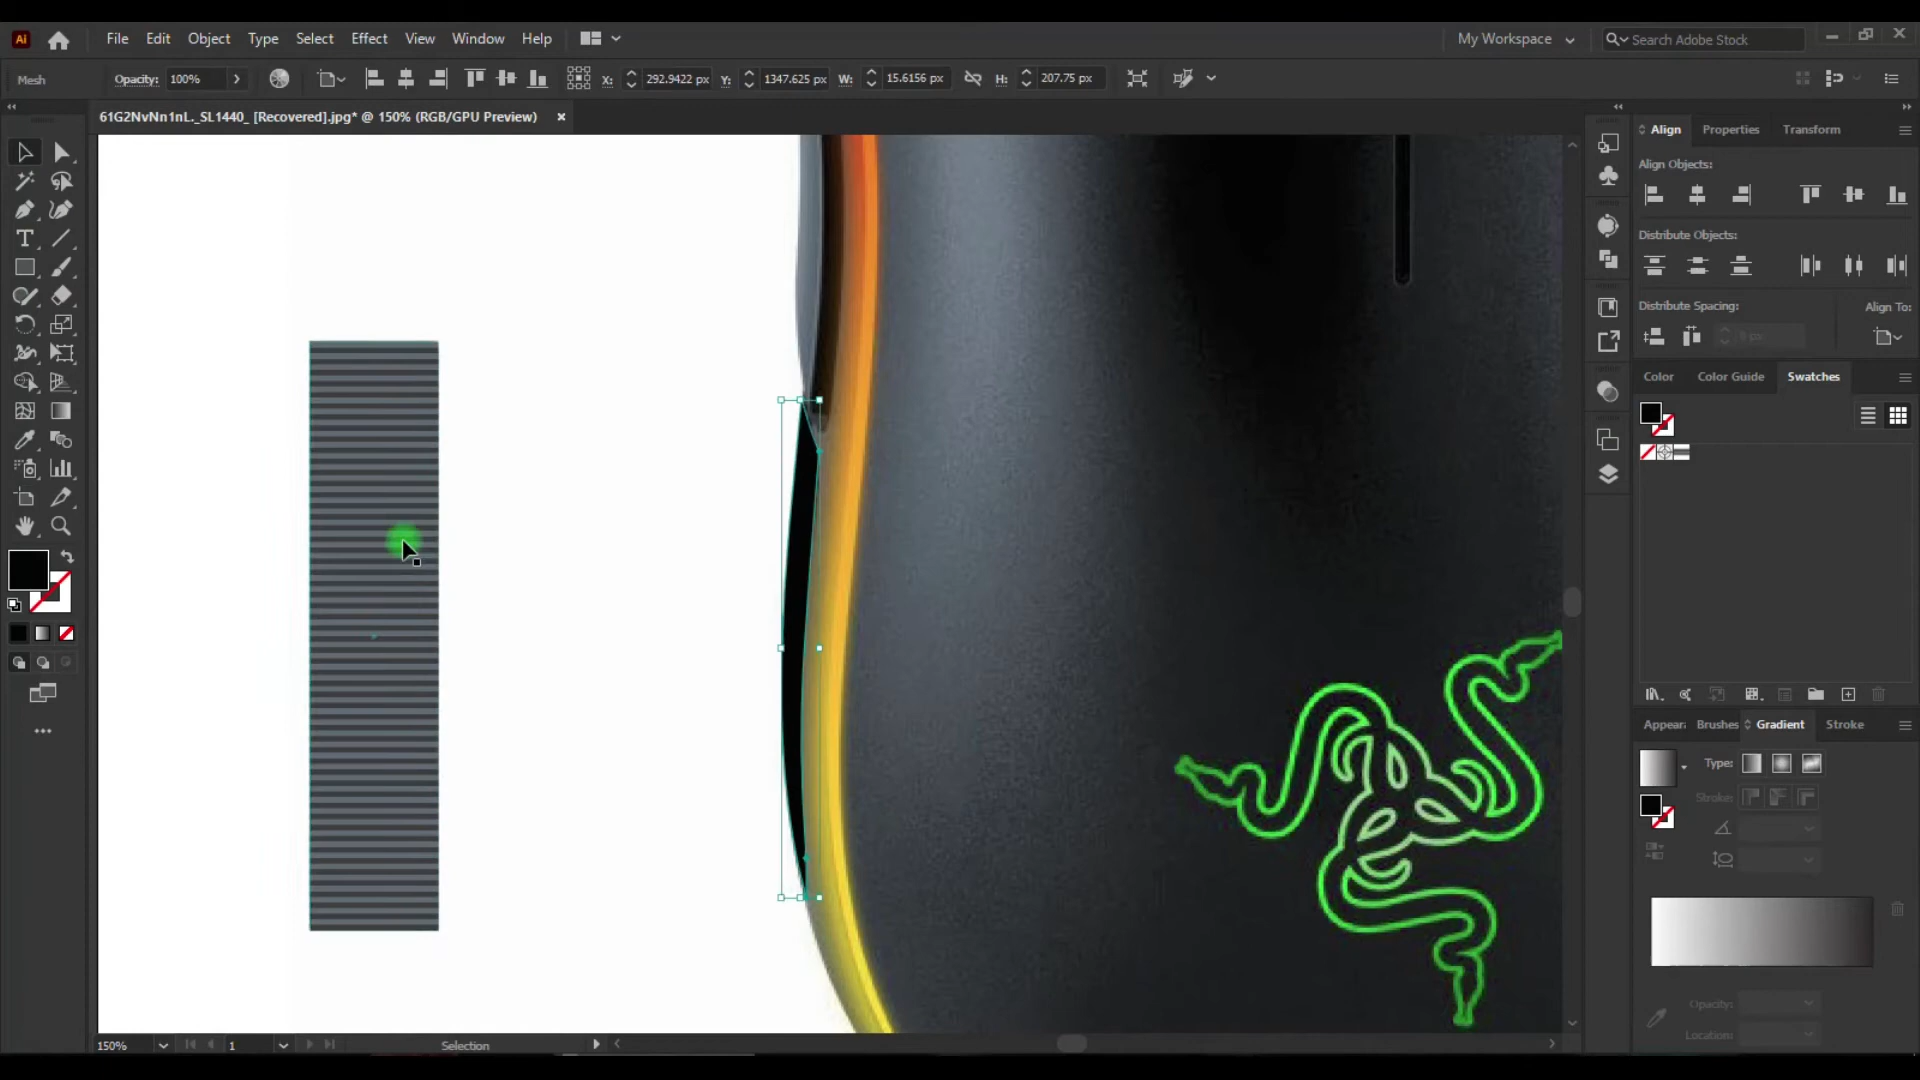 Ai File Edit Object Type Select Effect View Window Help My Workspace Search Adobe Stock
Mesh Opacity: 100% X: 292.9422 px Y: 1347.625 px W: 15.6156 px H: 207.75 px
61G2NvNn1nL._SL1440_ [Recovered].jpg* @ 150% (RGB/GPU Preview)
Align Properties Transform
Align Objects:
Distribute Objects:
Distribute Spacing: Align To:
0 px
Color Color Guide Swatches
Appear Brushes Gradient Stroke
Type:
Stroke:
Opacity:
Location:
150% 1 Selection